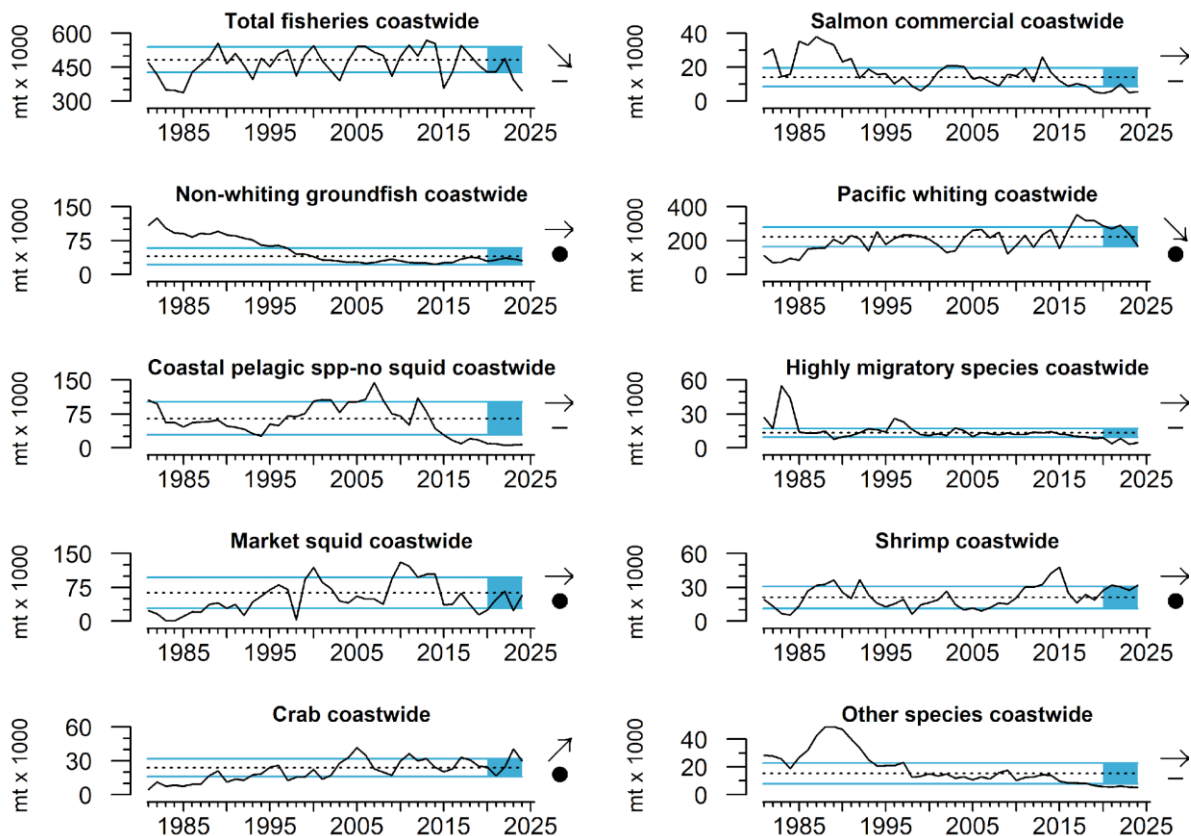 Total fisheries coastwide
mt x 1000
600
450
300
1985 1995 2005 2015 2025
Salmon commercial coastwide
mt x 1000
40
20
0
1985 1995 2005 2015 2025
Non-whiting groundfish coastwide
mt x 1000
150
75
0
1985 1995 2005 2015 2025
Pacific whiting coastwide
mt x 1000
400
200
0
1985 1995 2005 2015 2025
Coastal pelagic spp-no squid coastwide
mt x 1000
150
75
0
1985 1995 2005 2015 2025
Highly migratory species coastwide
mt x 1000
60
30
0
1985 1995 2005 2015 2025
Market squid coastwide
mt x 1000
150
75
0
1985 1995 2005 2015 2025
Shrimp coastwide
mt x 1000
60
30
0
1985 1995 2005 2015 2025
Crab coastwide
mt x 1000
60
30
0
1985 1995 2005 2015 2025
Other species coastwide
mt x 1000
40
20
0
1985 1995 2005 2015 2025